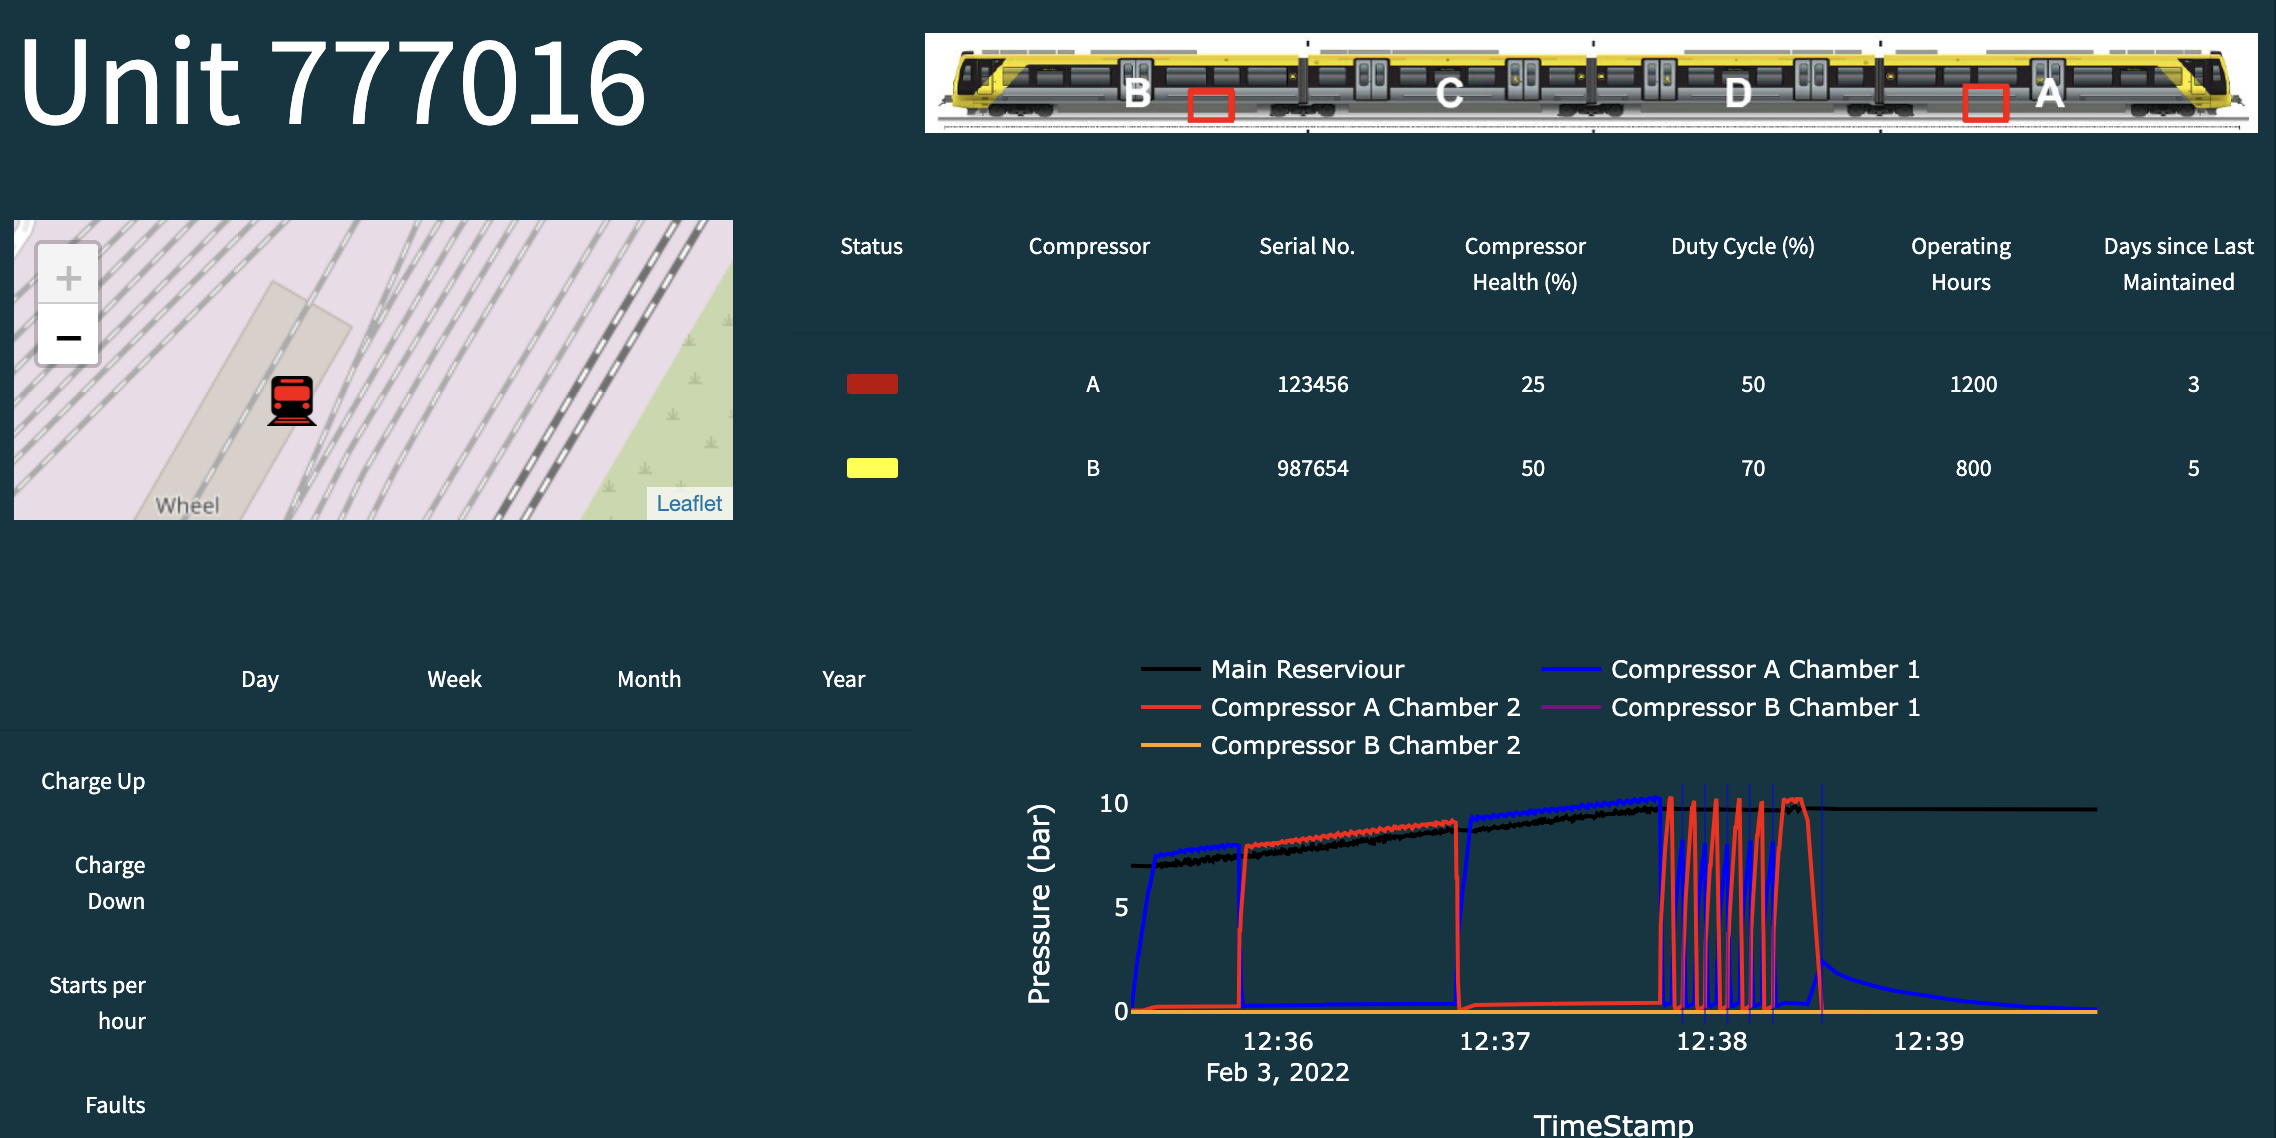 Unit 777016
B
C
D
A
+
−
Wheel
Leaflet
Status Compressor Serial No. Compressor Health (%) Duty Cycle (%) Operating Hours Days since Last Maintained
A 123456 25 50 1200 3
B 987654 50 70 800 5
Day Week Month Year
Charge Up
Charge
Down
Starts per
hour
Faults
Main Reserviour
Compressor A Chamber 1
Compressor A Chamber 2
Compressor B Chamber 1
Compressor B Chamber 2
Pressure (bar)
10
5
0
12:36 12:37 12:38 12:39
Feb 3, 2022
TimeStamp